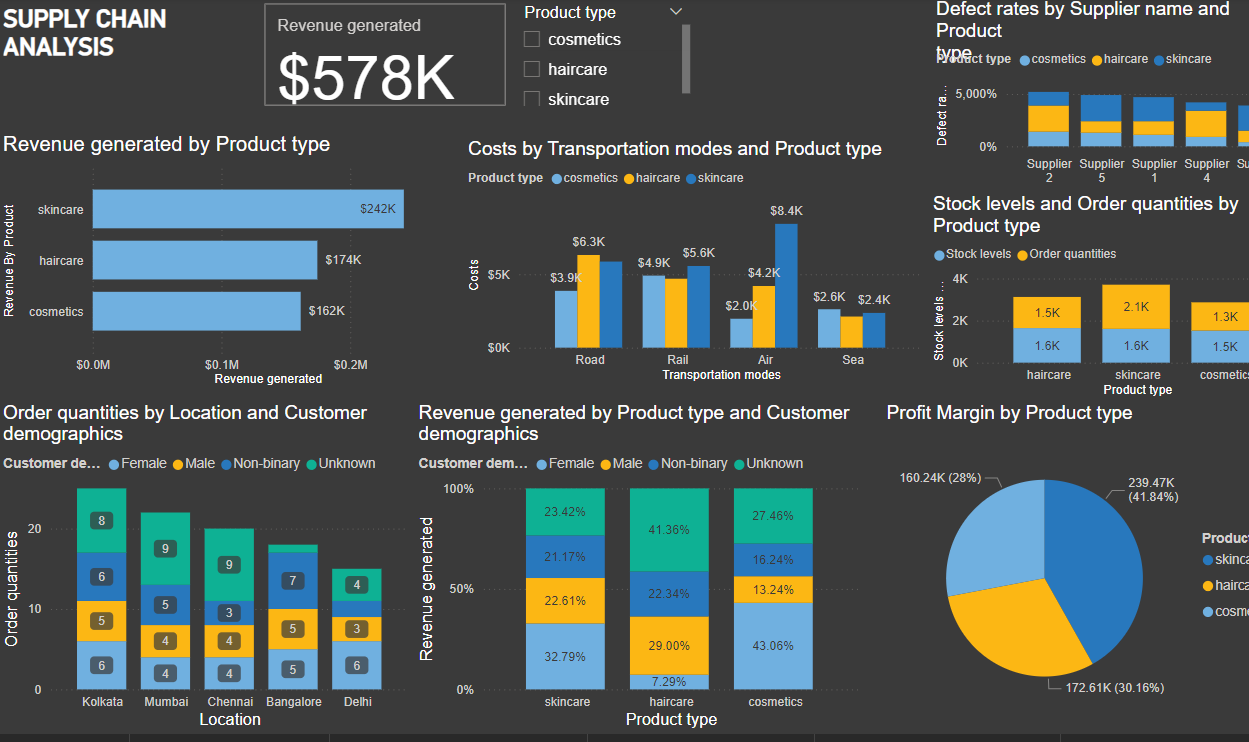 SUPPLY CHAIN
ANALYSIS
Revenue generated
$578K
Product type
cosmetics
haircare
skincare
Defect rates by Supplier name and
Product
type
Product type cosmetics haircare skincare
Defect ra...
5,000%
0%
Supplier 2
Supplier 5
Supplier 1
Supplier 4
Su
Revenue generated by Product type
Revenue By Product
skincare
$242K
haircare
$174K
cosmetics
$162K
$0.0M $0.1M $0.2M
Revenue generated
Costs by Transportation modes and Product type
Product type cosmetics haircare skincare
Costs
$5K
$0K
$3.9K
$6.3K
$4.9K
$5.6K
$2.0K
$4.2K
$8.4K
$2.6K
$2.4K
Road Rail Air Sea
Transportation modes
Stock levels and Order quantities by
Product type
Stock levels Order quantities
Stock levels ...
4K
2K
0K
1.5K
2.1K
1.3K
1.6K
1.6K
1.5K
haircare skincare cosmetics
Product type
Order quantities by Location and Customer
demographics
Customer de... Female Male Non-binary Unknown
Order quantities
20
10
0
8
6
5
6
9
5
4
4
9
3
4
4
7
5
5
4
3
6
Kolkata Mumbai Chennai Bangalore Delhi
Location
Revenue generated by Product type and Customer
demographics
Customer dem... Female Male Non-binary Unknown
Revenue generated
100%
50%
0%
23.42%
21.17%
22.61%
32.79%
41.36%
22.34%
29.00%
7.29%
27.46%
16.24%
13.24%
43.06%
skincare haircare cosmetics
Product type
Profit Margin by Product type
160.24K (28%)
239.47K
(41.84%)
172.61K (30.16%)
Product
skinca
hairca
cosme